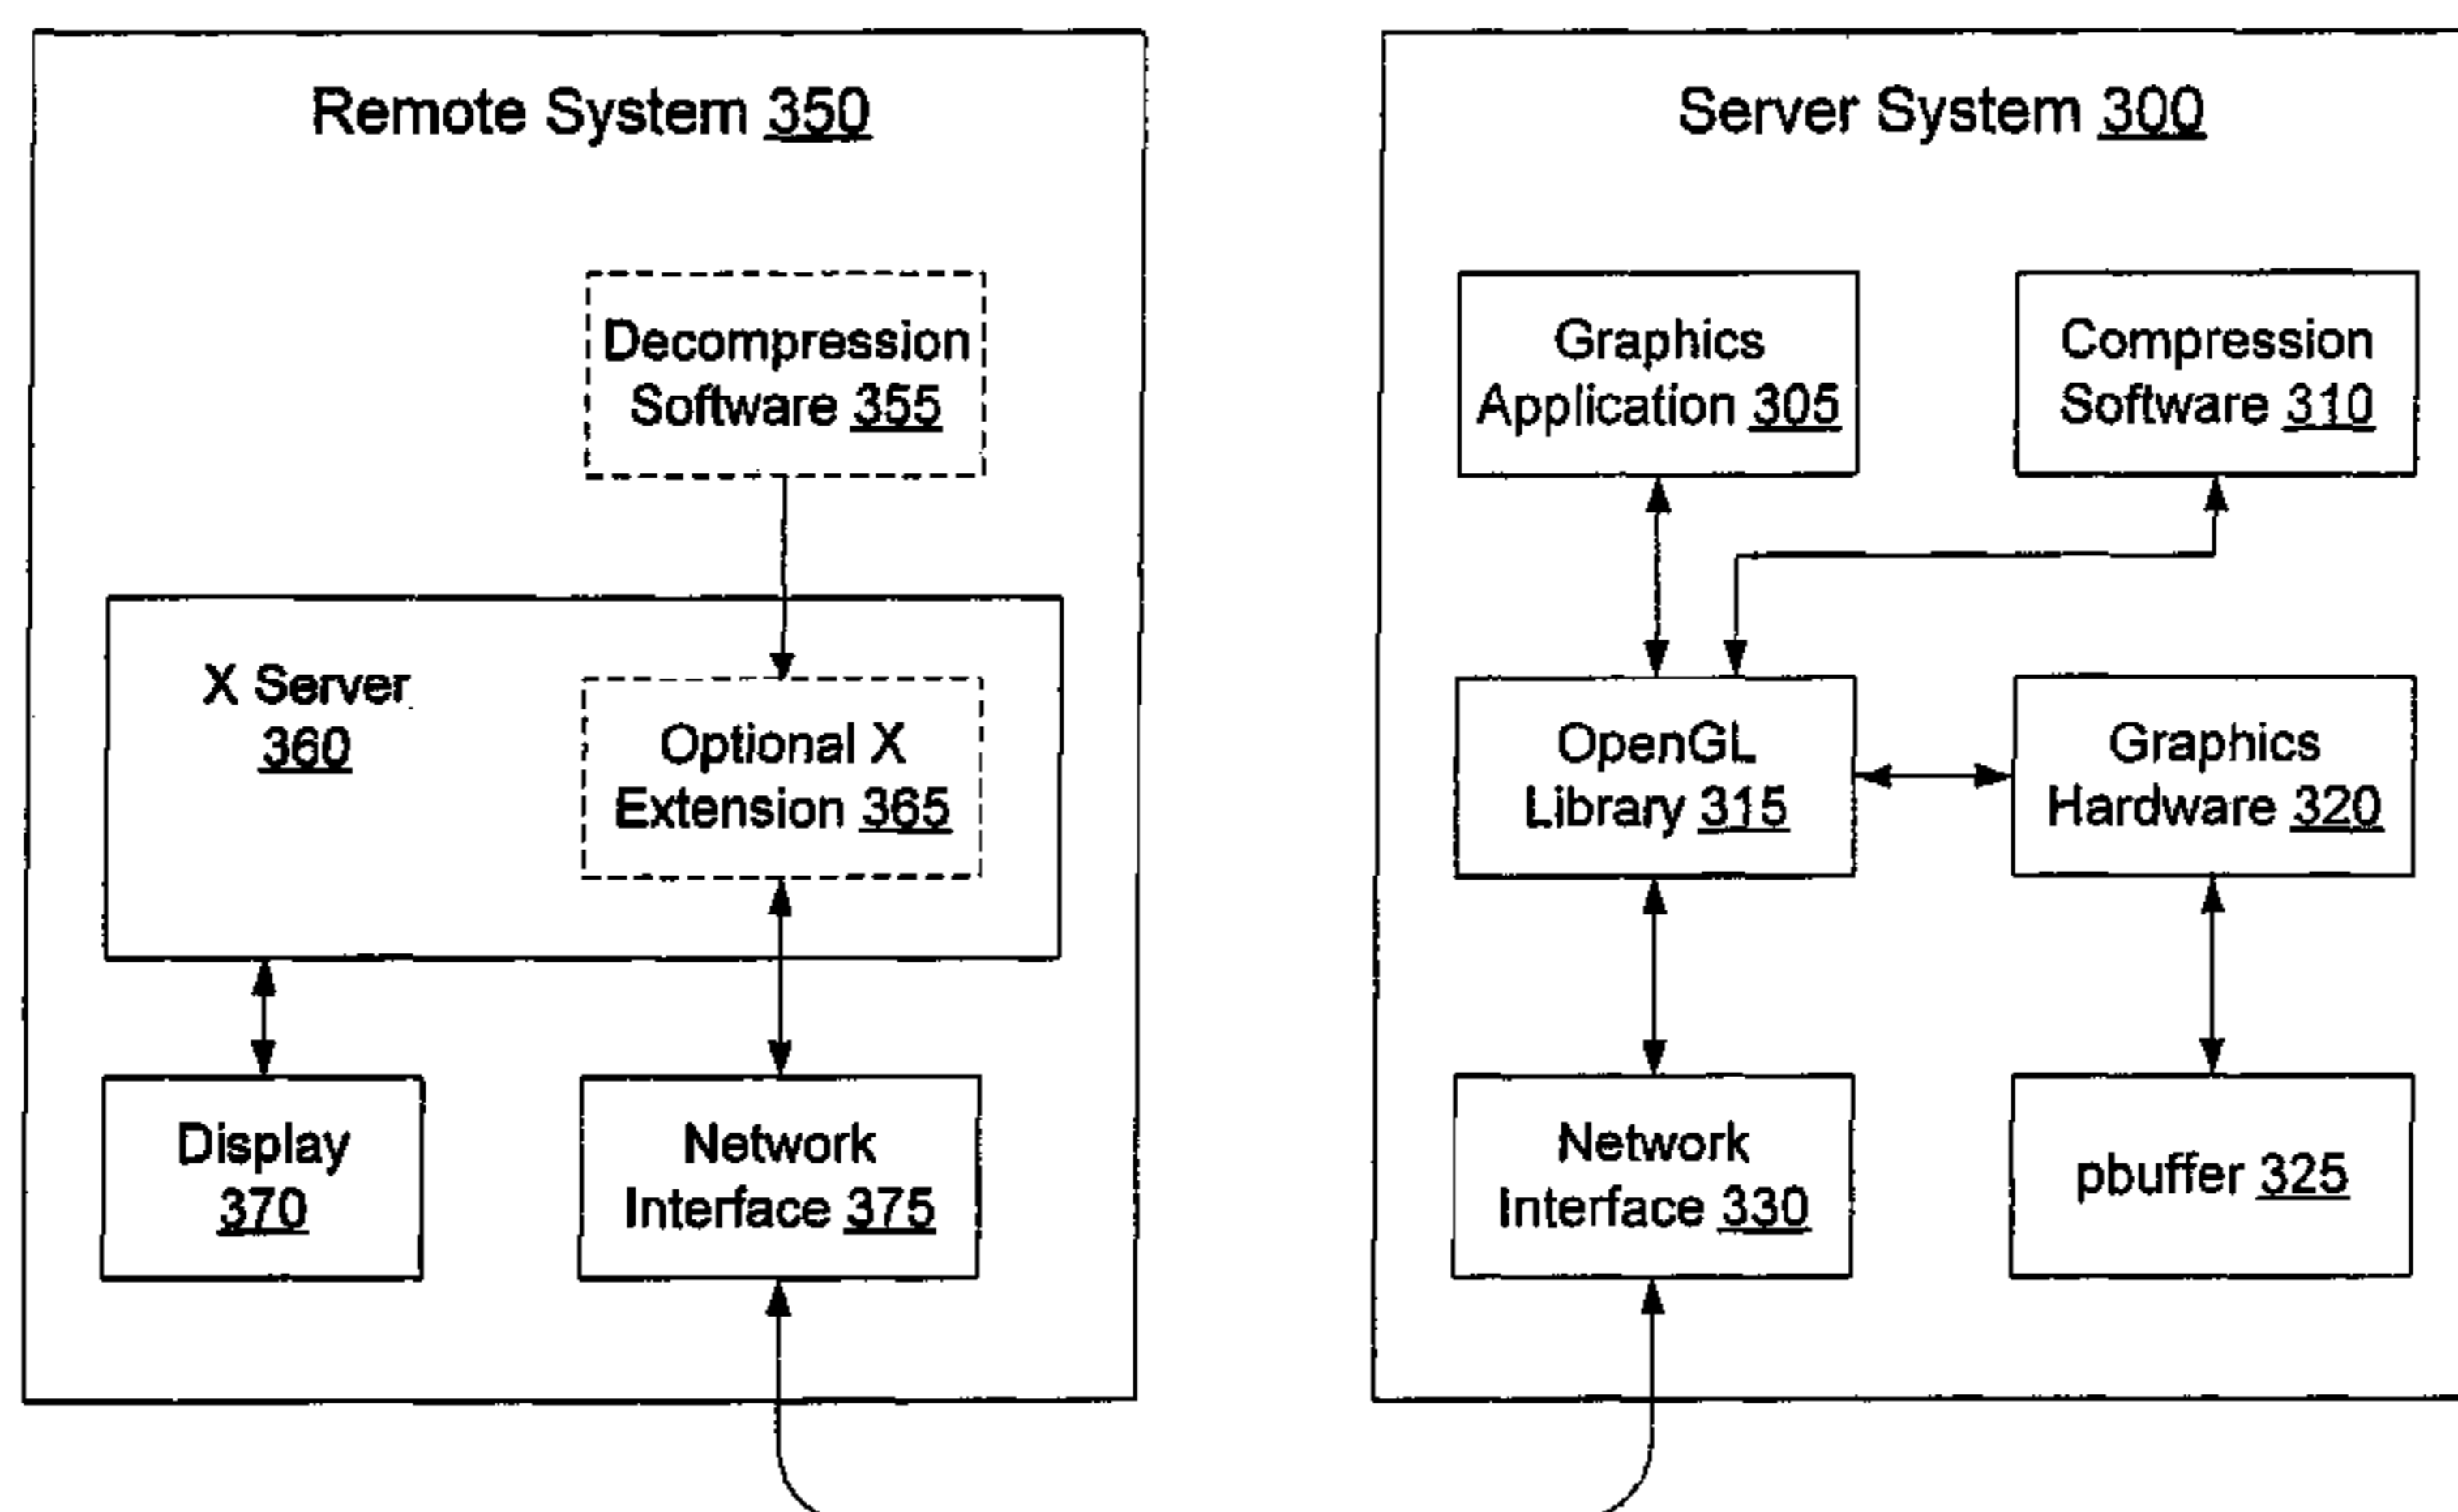 Remote System 350
Decompression
Software 355
X Server
360
Optional X
Extension 365
Display
370
Network
Interface 375
Server System 300
Graphics
Application 305
Compression
Software 310
OpenGL
Library 315
Graphics
Hardware 320
Network
Interface 330
pbuffer 325